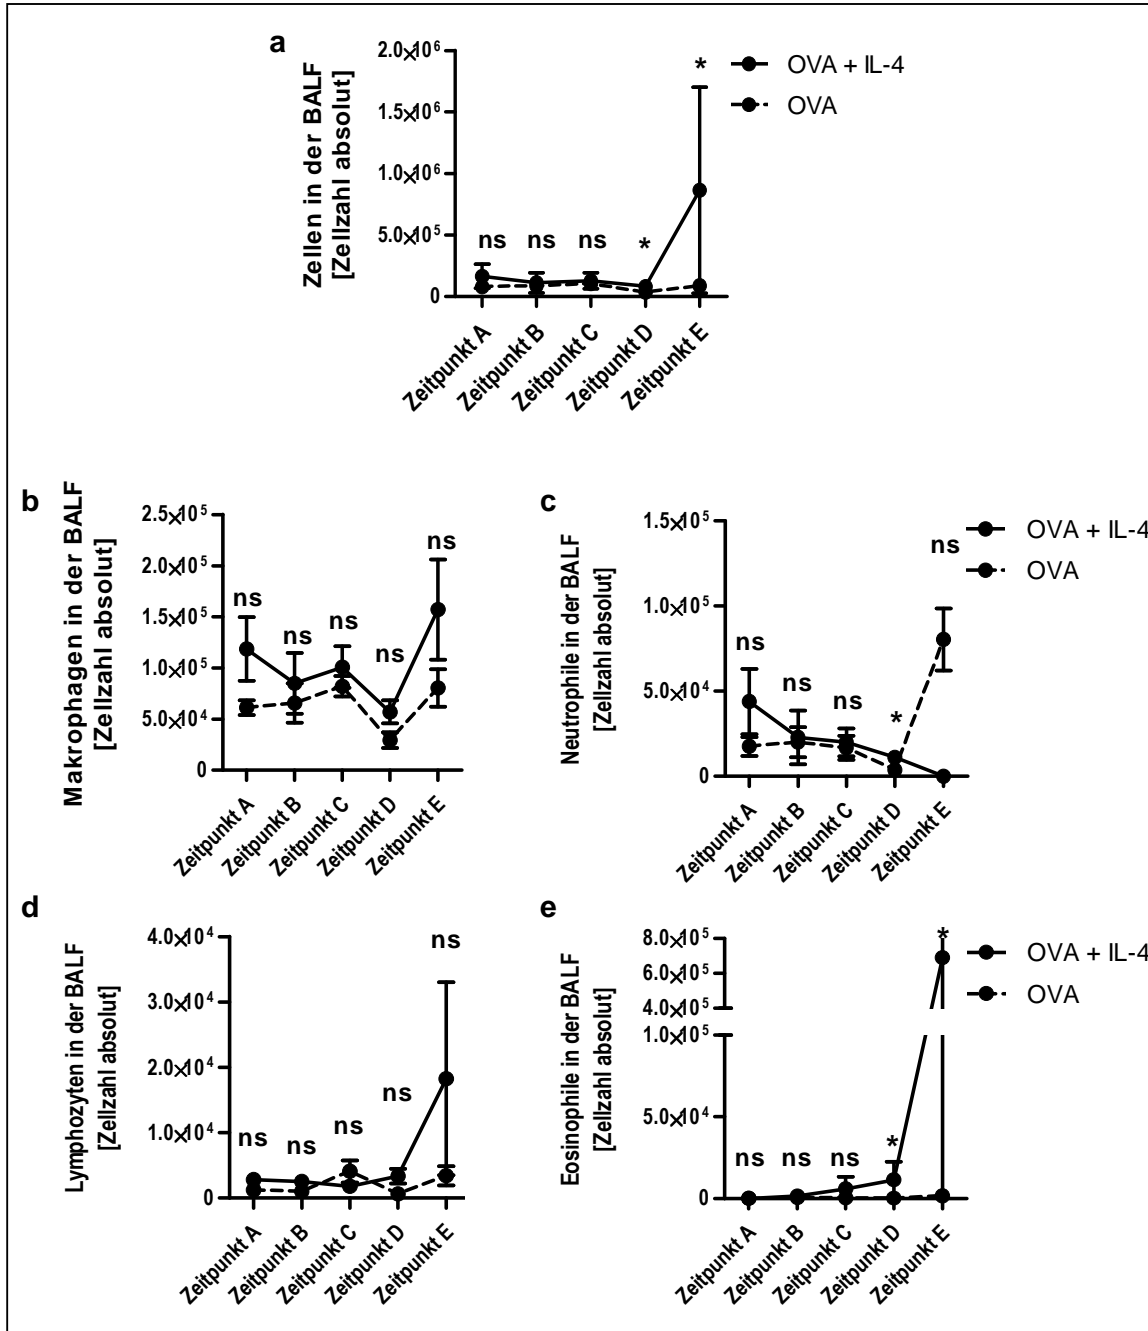 a
Zellen in der BALF
[Zellzahl absolut]
2.0×10⁶
1.5×10⁶
1.0×10⁶
5.0×10⁵
0
ns
ns
ns
*
*
OVA + IL-4
OVA
Zeitpunkt A
Zeitpunkt B
Zeitpunkt C
Zeitpunkt D
Zeitpunkt E
b
Makrophagen in der BALF
[Zellzahl absolut]
2.5×10⁵
2.0×10⁵
1.5×10⁵
1.0×10⁵
5.0×10⁴
0
ns
ns
ns
ns
ns
Zeitpunkt A
Zeitpunkt B
Zeitpunkt C
Zeitpunkt D
Zeitpunkt E
c
Neutrophile in der BALF
[Zellzahl absolut]
1.5×10⁵
1.0×10⁵
5.0×10⁴
0
ns
ns
ns
*
ns
OVA + IL-4
OVA
Zeitpunkt A
Zeitpunkt B
Zeitpunkt C
Zeitpunkt D
Zeitpunkt E
d
Lymphozyten in der BALF
[Zellzahl absolut]
4.0×10⁴
3.0×10⁴
2.0×10⁴
1.0×10⁴
0
ns
ns
ns
ns
ns
Zeitpunkt A
Zeitpunkt B
Zeitpunkt C
Zeitpunkt D
Zeitpunkt E
e
Eosinophile in der BALF
[Zellzahl absolut]
8.0×10⁵
6.0×10⁵
4.0×10⁵
1.0×10⁵
5.0×10⁴
0
ns
ns
ns
*
*
OVA + IL-4
OVA
Zeitpunkt A
Zeitpunkt B
Zeitpunkt C
Zeitpunkt D
Zeitpunkt E